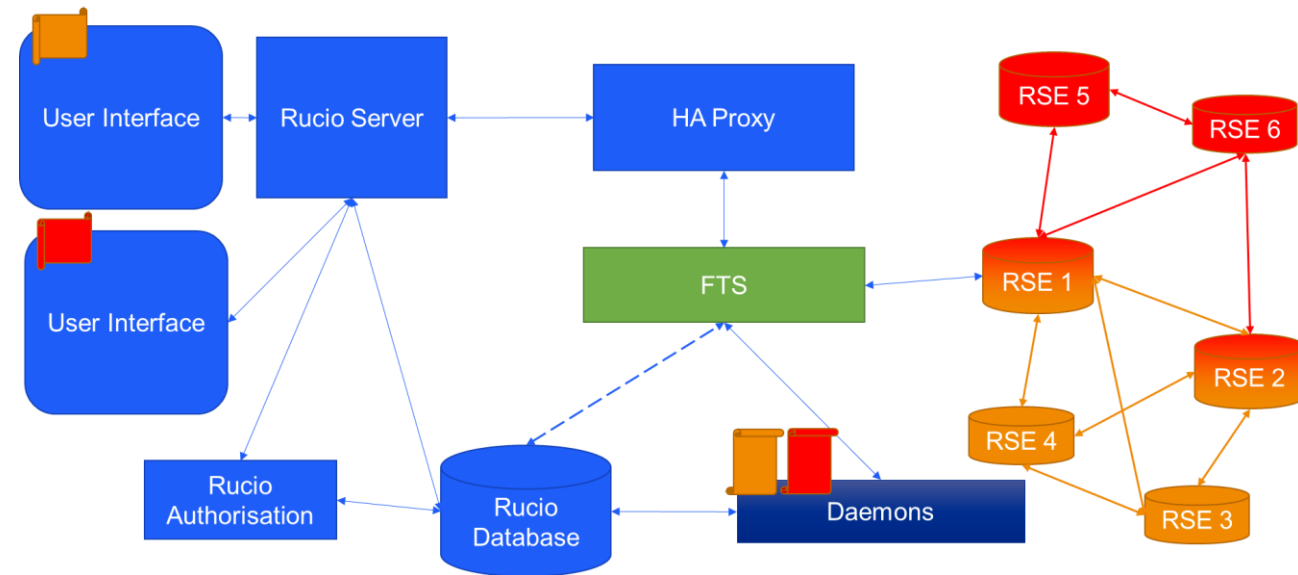 User Interface
Rucio Server
HA Proxy
RSE 5
RSE 6
User Interface
FTS
RSE 1
RSE 2
RSE 4
RSE 3
Rucio
Authorisation
Rucio
Database
Daemons